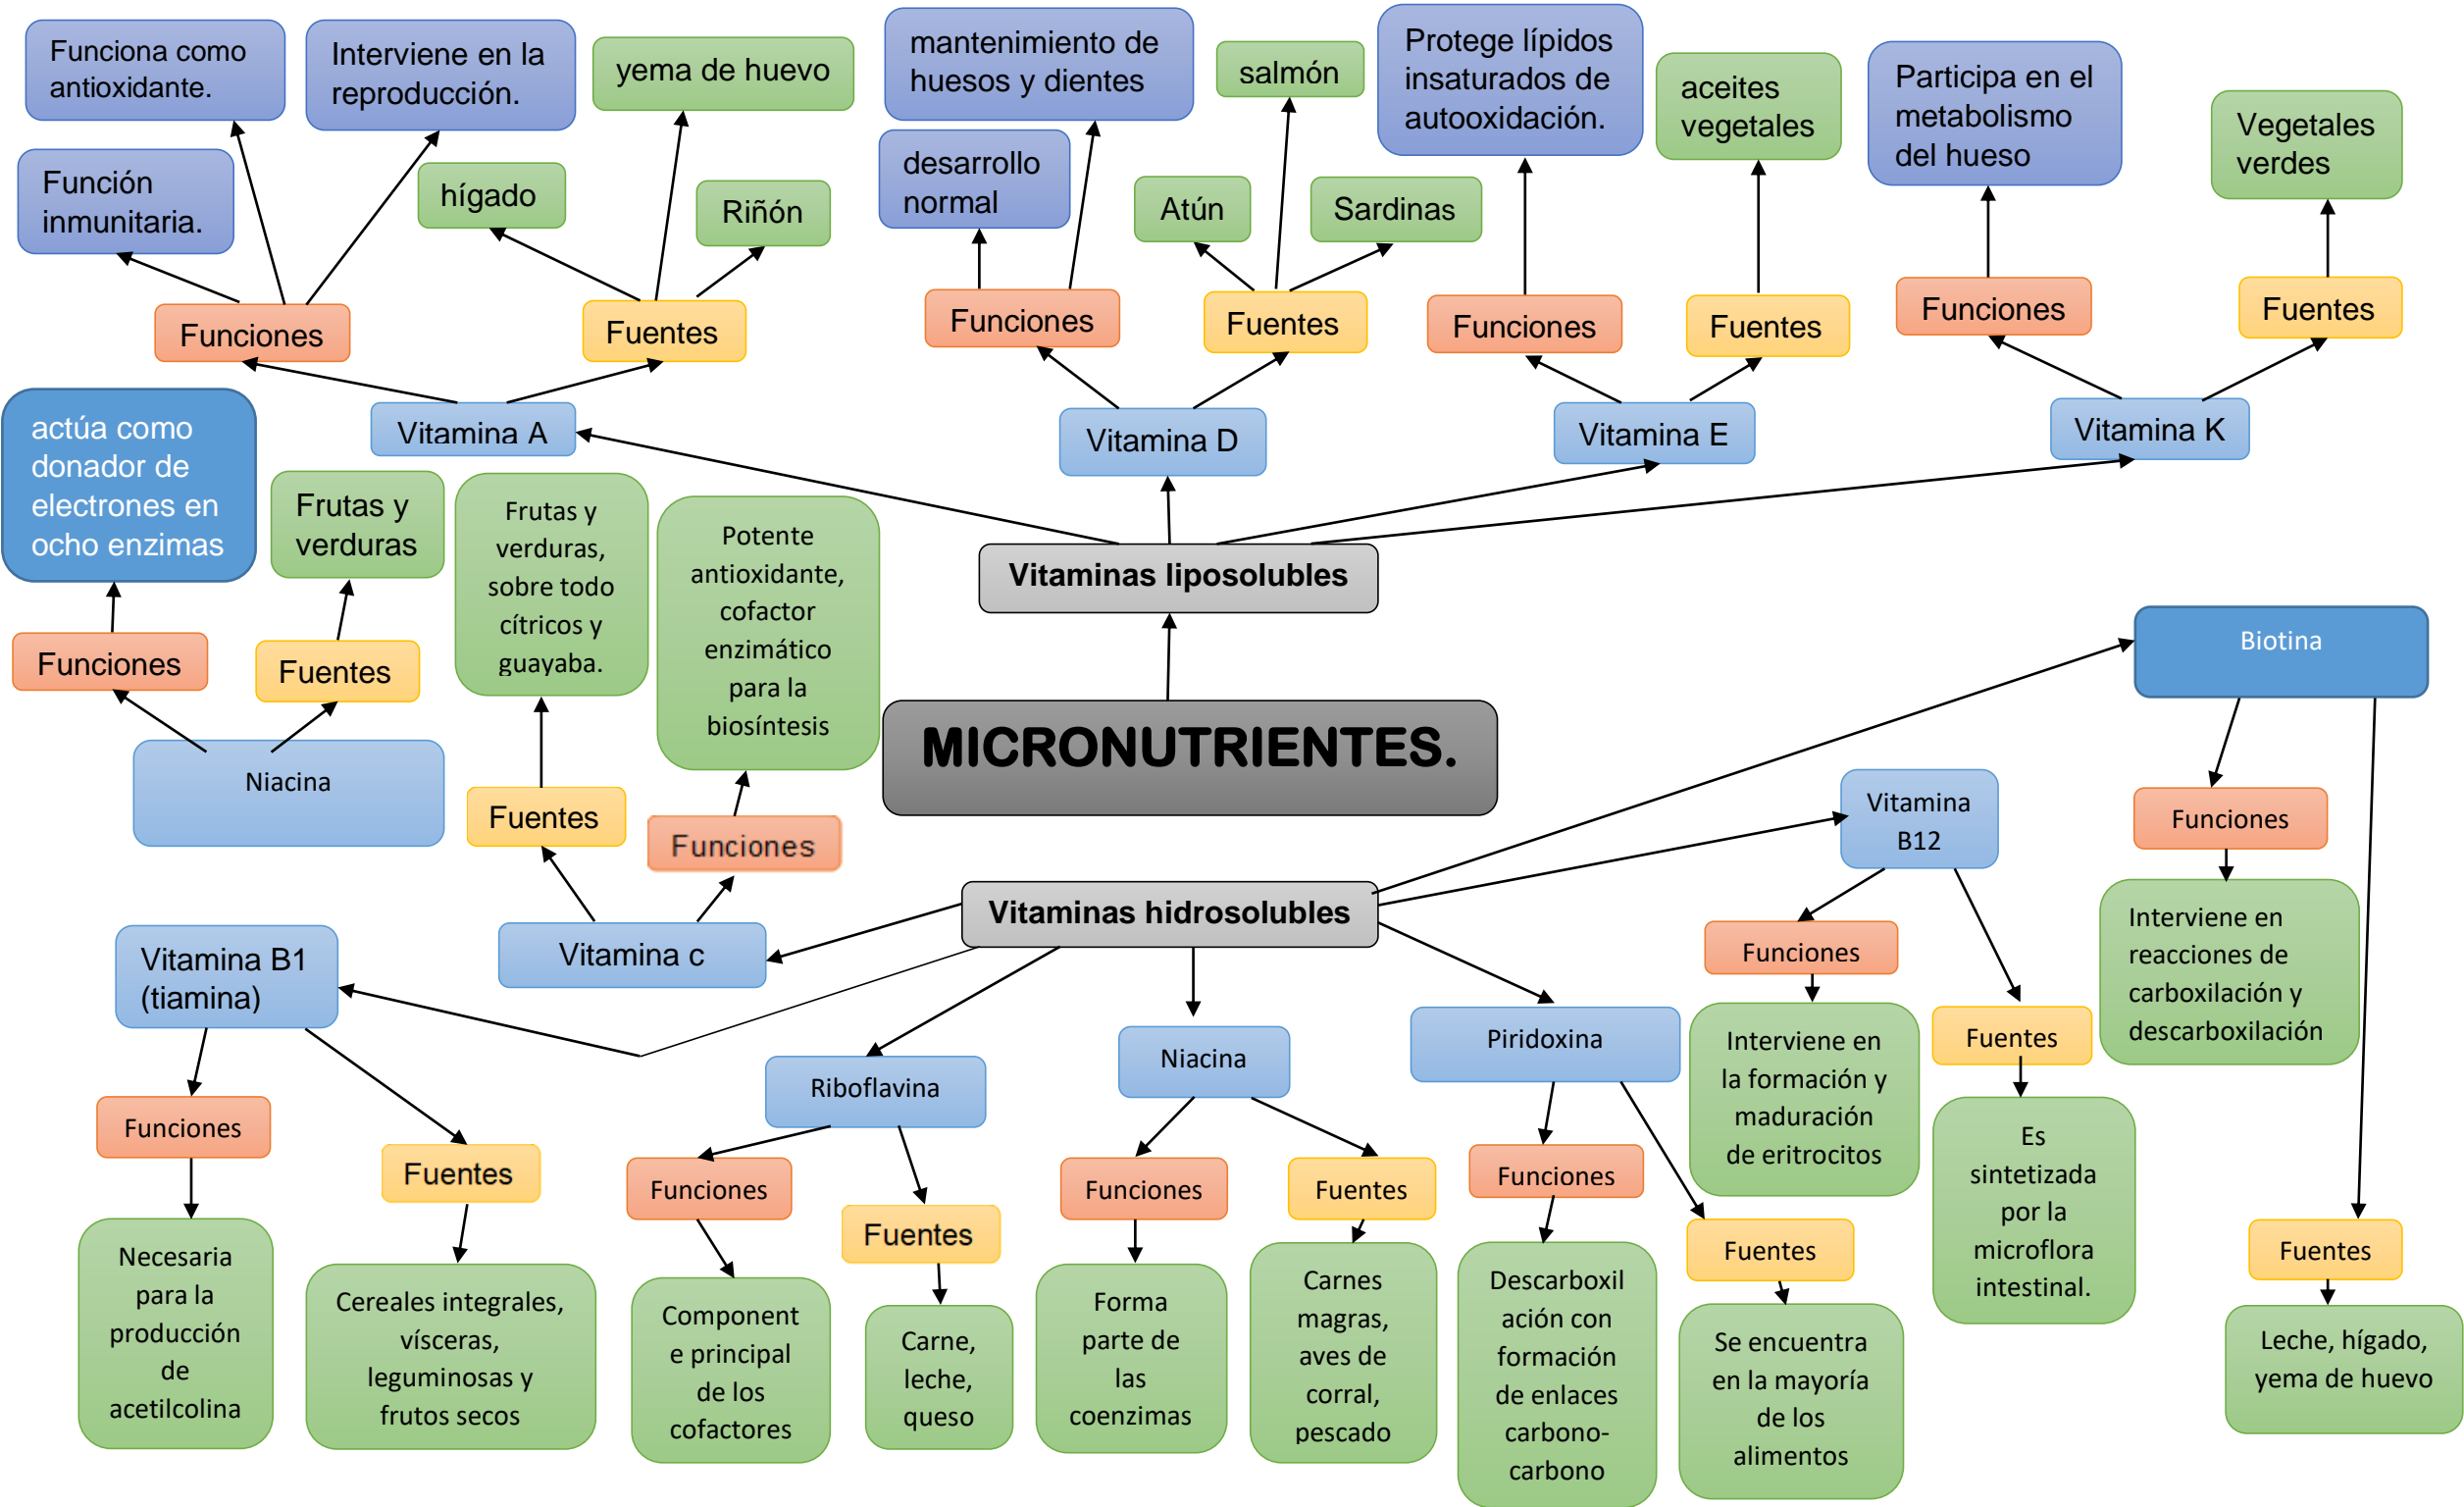 Funciona como
antioxidante.
Interviene en la
reproducción.
yema de huevo
mantenimiento de
huesos y dientes
salmón
Protege lípidos
insaturados de
autooxidación.
aceites
vegetales
Participa en el
metabolismo
del hueso
Vegetales
verdes
Función
inmunitaria.
hígado
Riñón
desarrollo
normal
Atún
Sardinas
Funciones
Fuentes
Funciones
Fuentes
Funciones
Fuentes
Funciones
Fuentes
Vitamina A
Vitamina D
Vitamina E
Vitamina K
actúa como
donador de
electrones en
ocho enzimas
Frutas y
verduras
Frutas y
verduras,
sobre todo
cítricos y
guayaba.
Potente
antioxidante,
cofactor
enzimático
para la
biosíntesis
Vitaminas liposolubles
Funciones
Fuentes
Biotina
Niacina
MICRONUTRIENTES.
Fuentes
Funciones
Vitamina
B12
Funciones
Vitaminas hidrosolubles
Vitamina c
Vitamina B1
(tiamina)
Funciones
Interviene en
reacciones de
carboxilación y
descarboxilación
Riboflavina
Niacina
Piridoxina
Interviene en
la formación y
maduración
de eritrocitos
Fuentes
Funciones
Fuentes
Funciones
Fuentes
Funciones
Fuentes
Funciones
Fuentes
Es
sintetizada
por la
microflora
intestinal.
Fuentes
Necesaria
para la
producción
de
acetilcolina
Cereales integrales,
vísceras,
leguminosas y
frutos secos
Component
e principal
de los
cofactores
Carne,
leche,
queso
Forma
parte de
las
coenzimas
Carnes
magras,
aves de
corral,
pescado
Descarboxil
ación con
formación
de enlaces
carbono-
carbono
Se encuentra
en la mayoría
de los
alimentos
Leche, hígado,
yema de huevo